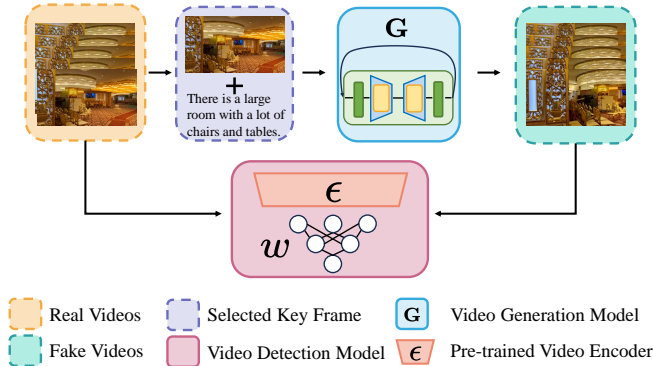 G
There is a large
room with a lot of
chairs and tables.
ϵ
w
Real Videos
Selected Key Frame
G
Video Generation Model
Fake Videos
Video Detection Model
ϵ
Pre-trained Video Encoder